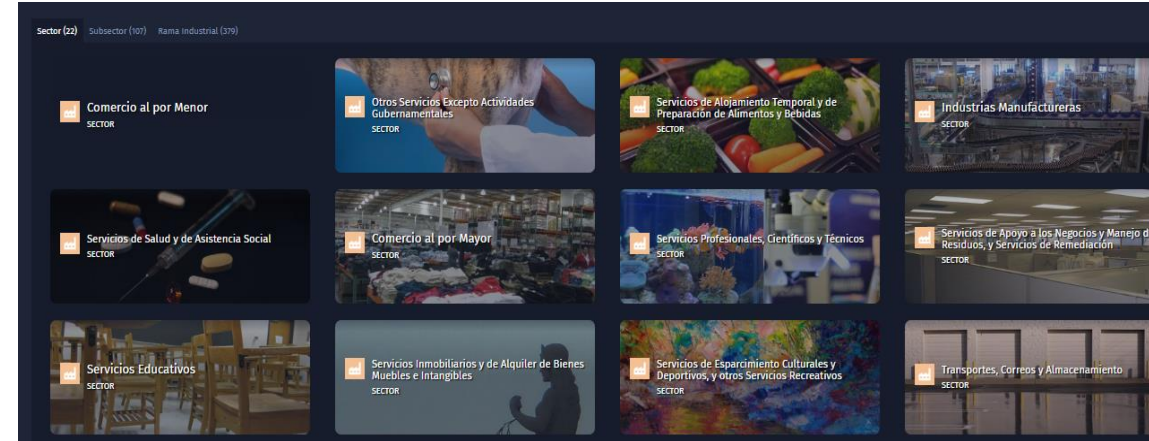 Sector (22) Subsector (107) Rama Industrial (379)
Comercio al por Menor
SECTOR
Otros Servicios Excepto Actividades
Gubernamentales
SECTOR
Servicios de Alojamiento Temporal y de
Preparación de Alimentos y Bebidas
SECTOR
Industrias Manufactureras
SECTOR
Servicios de Salud y de Asistencia Social
SECTOR
Comercio al por Mayor
SECTOR
Servicios Profesionales, Científicos y Técnicos
SECTOR
Servicios de Apoyo a los Negocios y Manejo d
Residuos, y Servicios de Remediación
SECTOR
Servicios Educativos
SECTOR
Servicios Inmobiliarios y de Alquiler de Bienes
Muebles e Intangibles
SECTOR
Servicios de Esparcimiento Culturales y
Deportivos, y otros Servicios Recreativos
SECTOR
Transportes, Correos y Almacenamiento
SECTOR